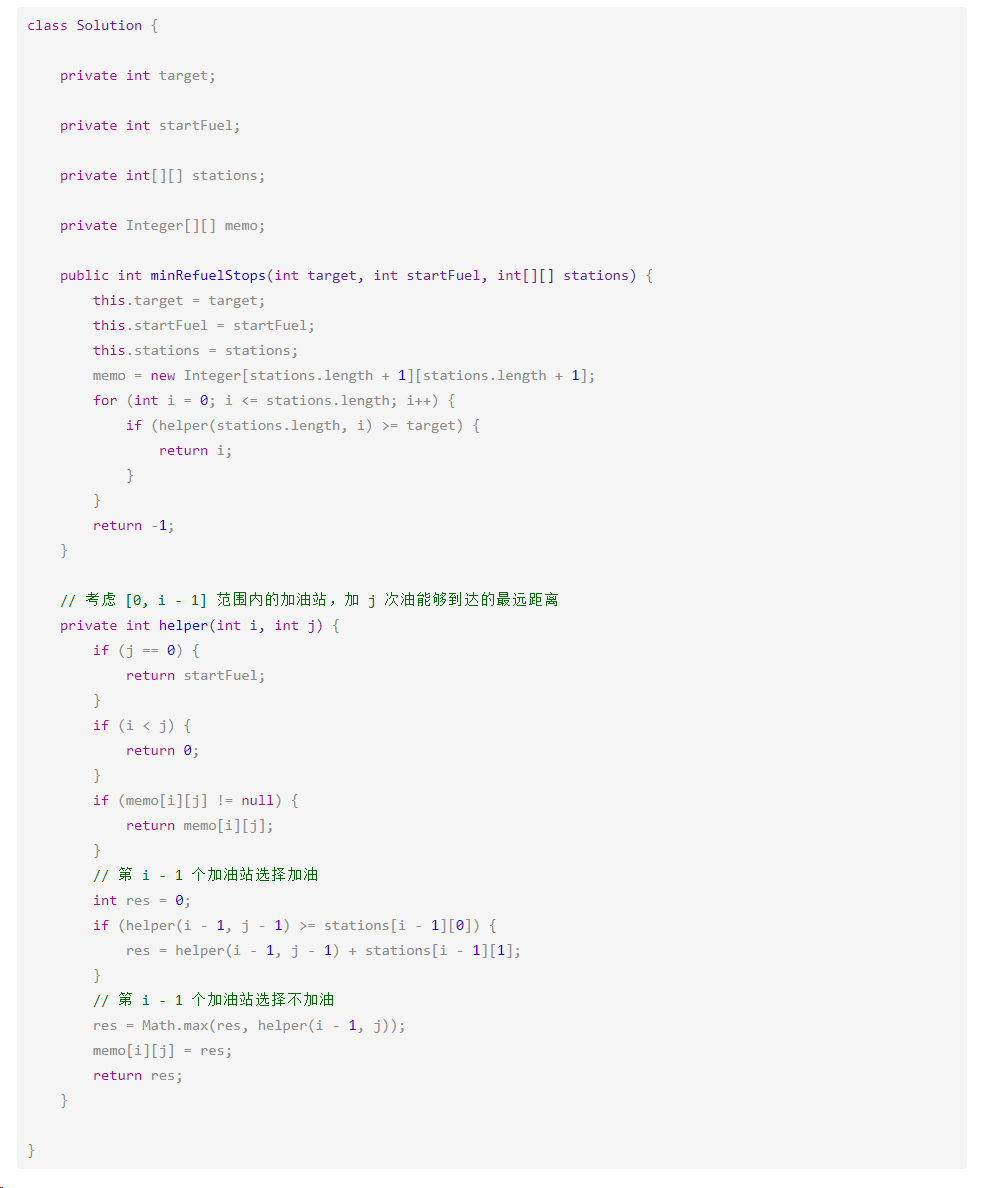 class Solution {
    private int target;
    private int startFuel;
    private int[][] stations;
    private Integer[][] memo;
    public int minRefuelStops(int target, int startFuel, int[][] stations) {
        this.target = target;
        this.startFuel = startFuel;
        this.stations = stations;
        memo = new Integer[stations.length + 1][stations.length + 1];
        for (int i = 0; i <= stations.length; i++) {
            if (helper(stations.length, i) >= target) {
                return i;
            }
        }
        return -1;
    }
    // 考虑 [0, i - 1] 范围内的加油站，加 j 次油能够到达的最远距离
    private int helper(int i, int j) {
        if (j == 0) {
            return startFuel;
        }
        if (i < j) {
            return 0;
        }
        if (memo[i][j] != null) {
            return memo[i][j];
        }
        // 第 i - 1 个加油站选择加油
        int res = 0;
        if (helper(i - 1, j - 1) >= stations[i - 1][0]) {
            res = helper(i - 1, j - 1) + stations[i - 1][1];
        }
        // 第 i - 1 个加油站选择不加油
        res = Math.max(res, helper(i - 1, j));
        memo[i][j] = res;
        return res;
    }
}